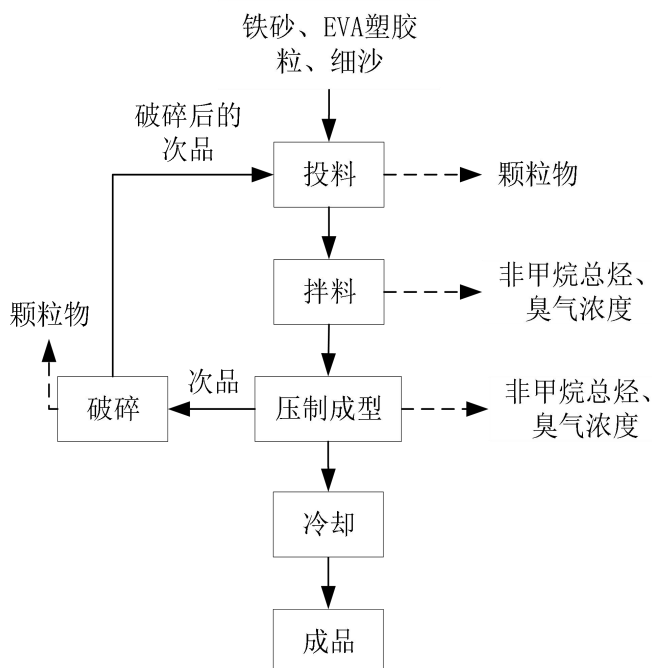 铁砂、EVA塑胶
粒、细沙
破碎后的
次品
投料
颗粒物
拌料
非甲烷总烃、
臭气浓度
颗粒物
破碎
次品
压制成型
非甲烷总烃、
臭气浓度
冷却
成品